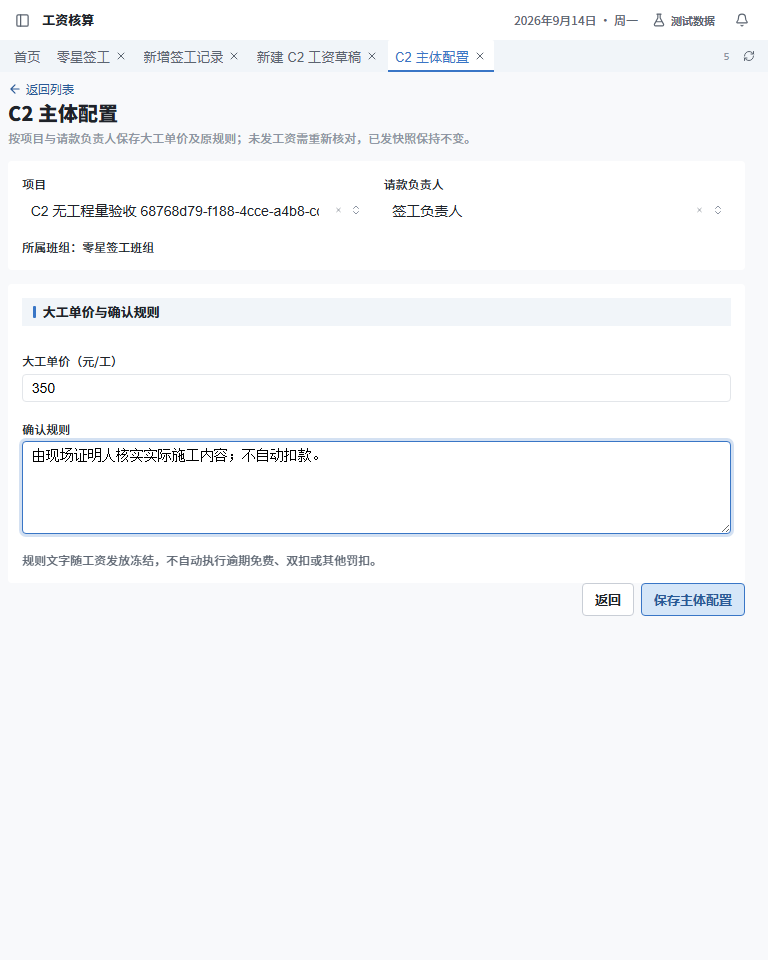 工资核算
2026年9月14日 • 周一 测试数据
首页 零星签工 × 新增签工记录 × 新建 C2 工资草稿 × C2 主体配置 × 5
← 返回列表
C2 主体配置
按项目与请款负责人保存大工单价及原规则；未发工资需重新核对，已发快照保持不变。
项目 请款负责人
C2 无工程量验收 68768d79-f188-4cce-a4b8-cc × 签工负责人 ×
所属班组：零星签工班组
大工单价与确认规则
大工单价（元/工）
350
确认规则
由现场证明人核实实际施工内容；不自动扣款。
规则文字随工资发放冻结，不自动执行逾期免费、双扣或其他罚扣。
返回 保存主体配置